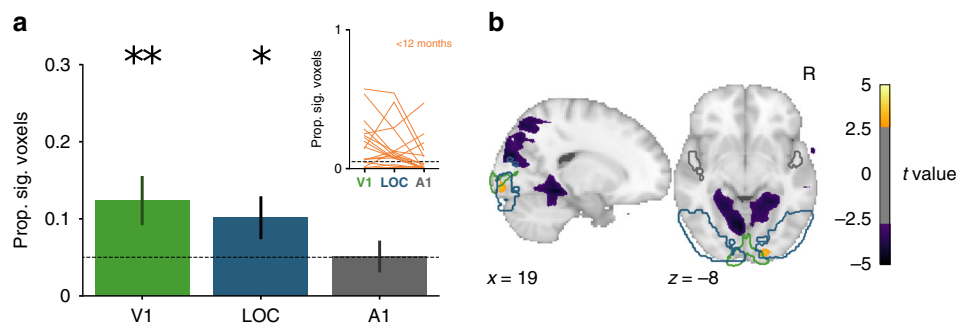 a
b
** *
<12 months
Prop. sig. voxels
1
0
V1 LOC A1
Prop. sig. voxels
0.3
0.2
0.1
0
V1 LOC A1
R
x = 19
z = −8
5
2.5
0
−2.5
−5
t value